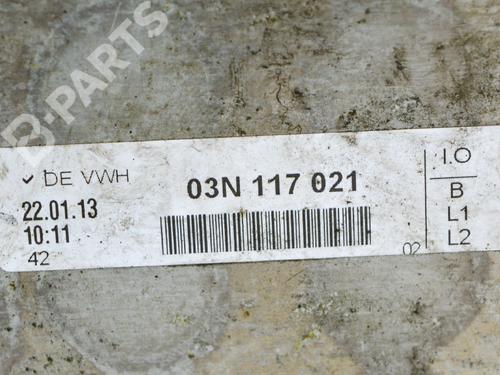 B-PARTS
✓ DE VWH
22.01.13
10:11
42
03N 117 021
02
I.O
B
L1
L2